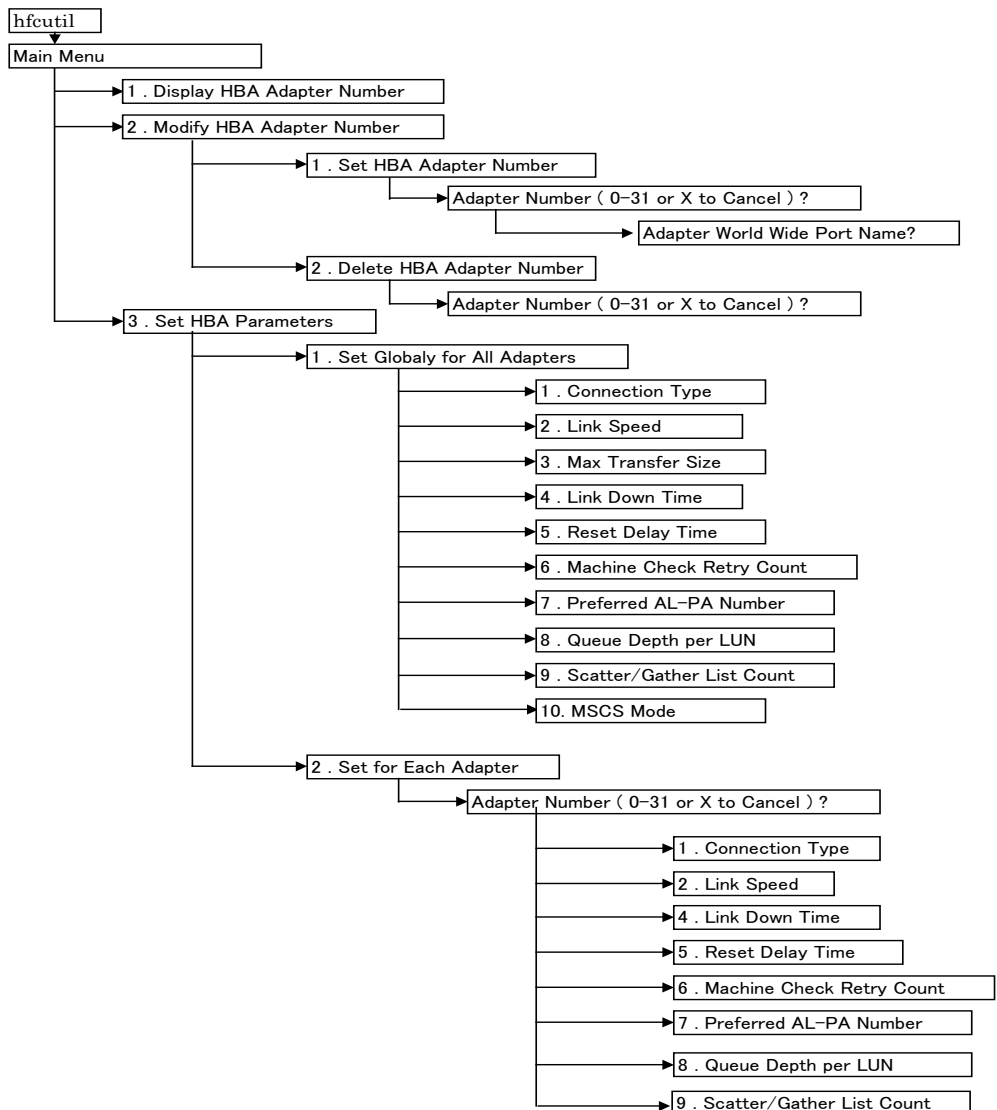 hfcutil
Main Menu
1 . Display HBA Adapter Number
2 . Modify HBA Adapter Number
1 . Set HBA Adapter Number
Adapter Number ( 0-31 or X to Cancel ) ?
Adapter World Wide Port Name?
2 . Delete HBA Adapter Number
Adapter Number ( 0-31 or X to Cancel ) ?
3 . Set HBA Parameters
1 . Set Globaly for All Adapters
1 . Connection Type
2 . Link Speed
3 . Max Transfer Size
4 . Link Down Time
5 . Reset Delay Time
6 . Machine Check Retry Count
7 . Preferred AL-PA Number
8 . Queue Depth per LUN
9 . Scatter/Gather List Count
10. MSCS Mode
2 . Set for Each Adapter
Adapter Number ( 0-31 or X to Cancel ) ?
1 . Connection Type
2 . Link Speed
4 . Link Down Time
5 . Reset Delay Time
6 . Machine Check Retry Count
7 . Preferred AL-PA Number
8 . Queue Depth per LUN
9 . Scatter/Gather List Count